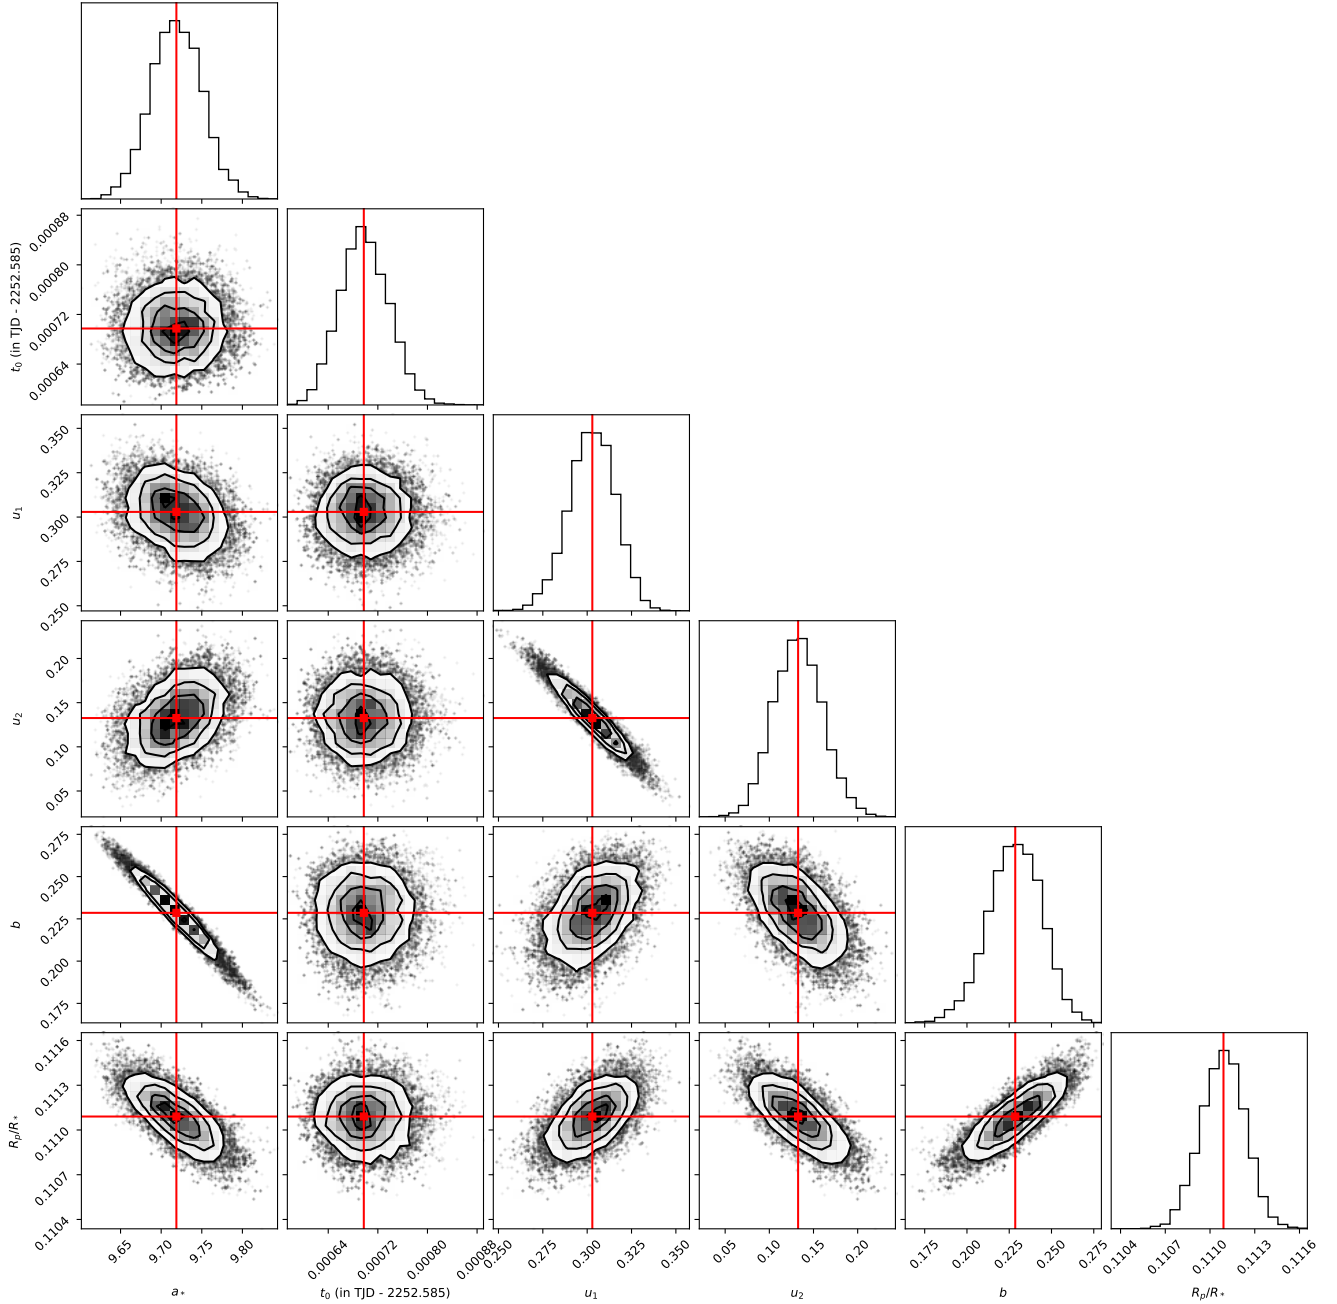 0.00088
0.00080
0.00072
0.00064
t₀ (in TJD - 2252.585)
0.350
0.325
0.300
0.275
0.250
u₁
0.20
0.15
0.10
0.05
u₂
0.275
0.250
0.225
0.200
0.175
b
0.1116
0.1113
0.1110
0.1107
0.1104
Rₚ/R*
9.65 9.70 9.75 9.80
0.00064 0.00072 0.00080 0.00088
0.250 0.275 0.300 0.325 0.350
0.05 0.10 0.15 0.20
0.175 0.200 0.225 0.250 0.275
0.1104 0.1107 0.1110 0.1113 0.1116
a* t₀ (in TJD - 2252.585) u₁ u₂ b Rₚ/R*